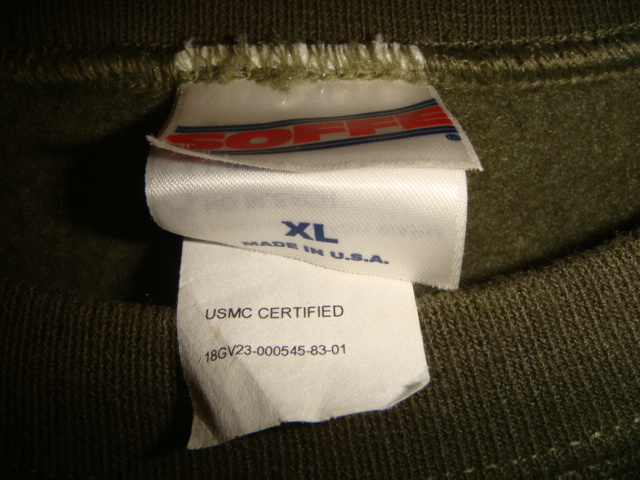 SOFFE
®
XL
MADE IN U.S.A.
USMC CERTIFIED
18GV23-000545-83-01